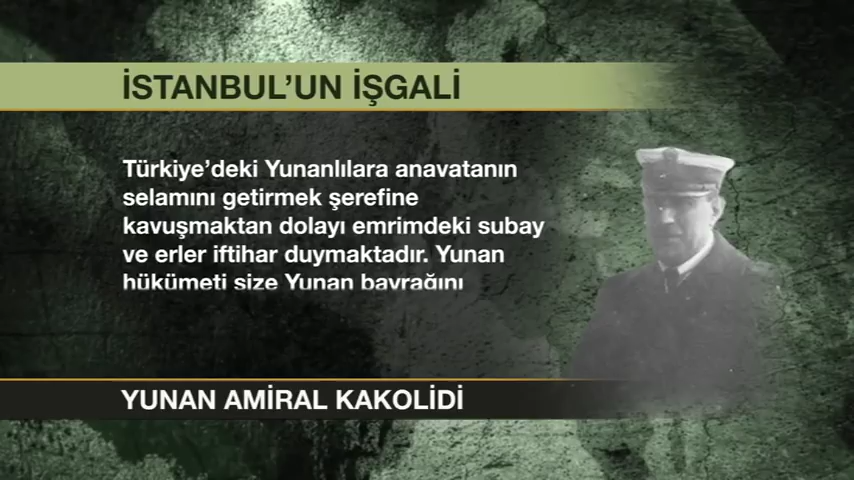 İSTANBUL’UN İŞGALİ
Türkiye’deki Yunanlılara anavatanın
selamını getirmek şerefine
kavuşmaktan dolayı emrimdeki subay
ve erler iftihar duymaktadır. Yunan
hükümeti size Yunan bayrağını
YUNAN AMİRAL KAKOLİDİ